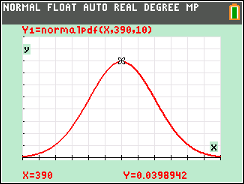 NORMAL FLOAT AUTO REAL DEGREE MP
Y1=normalpdf(X,390,10)
y
x
X=390 Y=0.0398942